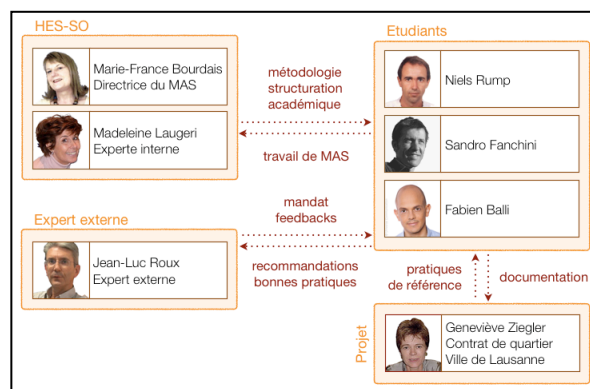 HES-SO
Marie-France Bourdais
Directrice du MAS
Madeleine Laugeri
Experte interne
métodologie
structuration
académique
travail de MAS
Etudiants
Niels Rump
Sandro Fanchini
Fabien Balli
Expert externe
Jean-Luc Roux
Expert externe
mandat
feedbacks
recommandations
bonnes pratiques
pratiques
de référence
documentation
Projet
Geneviève Ziegler
Contrat de quartier
Ville de Lausanne